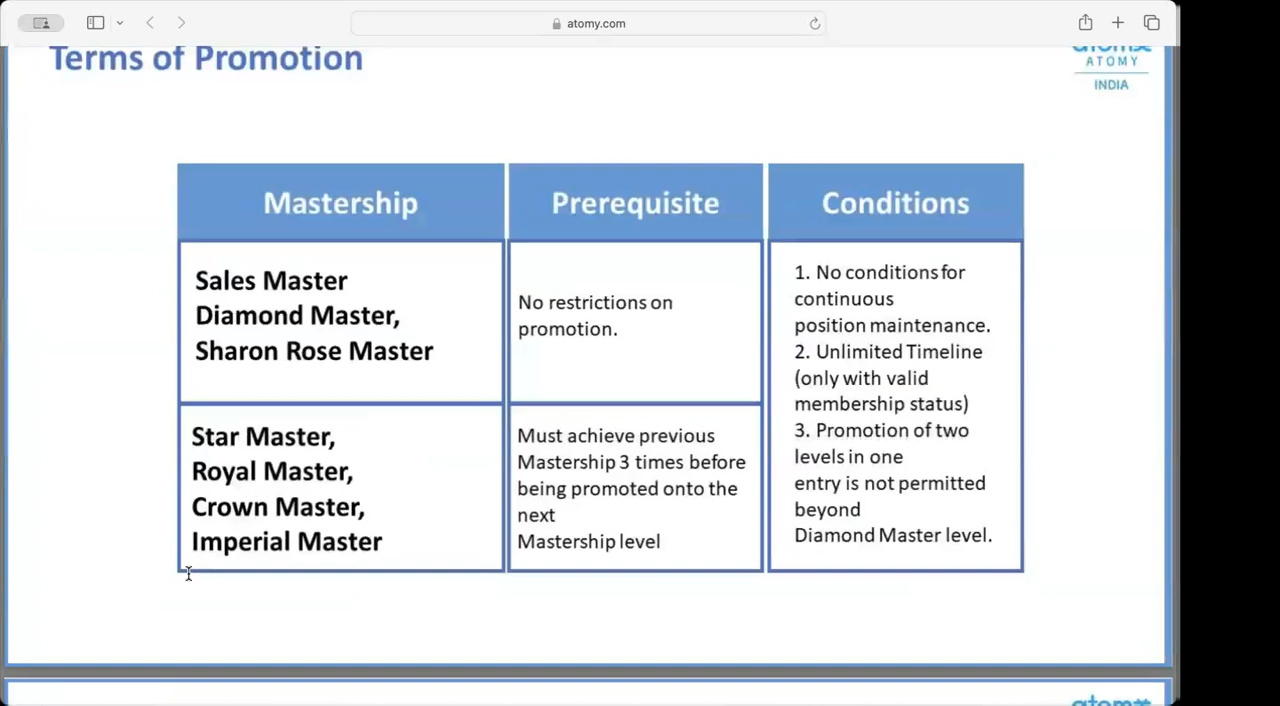 atomy.com
Terms of Promotion
ATOMY
INDIA
Mastership
Prerequisite
Conditions
Sales Master
Diamond Master,
Sharon Rose Master
No restrictions on
promotion.
Star Master,
Royal Master,
Crown Master,
Imperial Master
Must achieve previous
Mastership 3 times before
being promoted onto the
next
Mastership level
1. No conditions for
continuous
position maintenance.
2. Unlimited Timeline
(only with valid
membership status)
3. Promotion of two
levels in one
entry is not permitted
beyond
Diamond Master level.